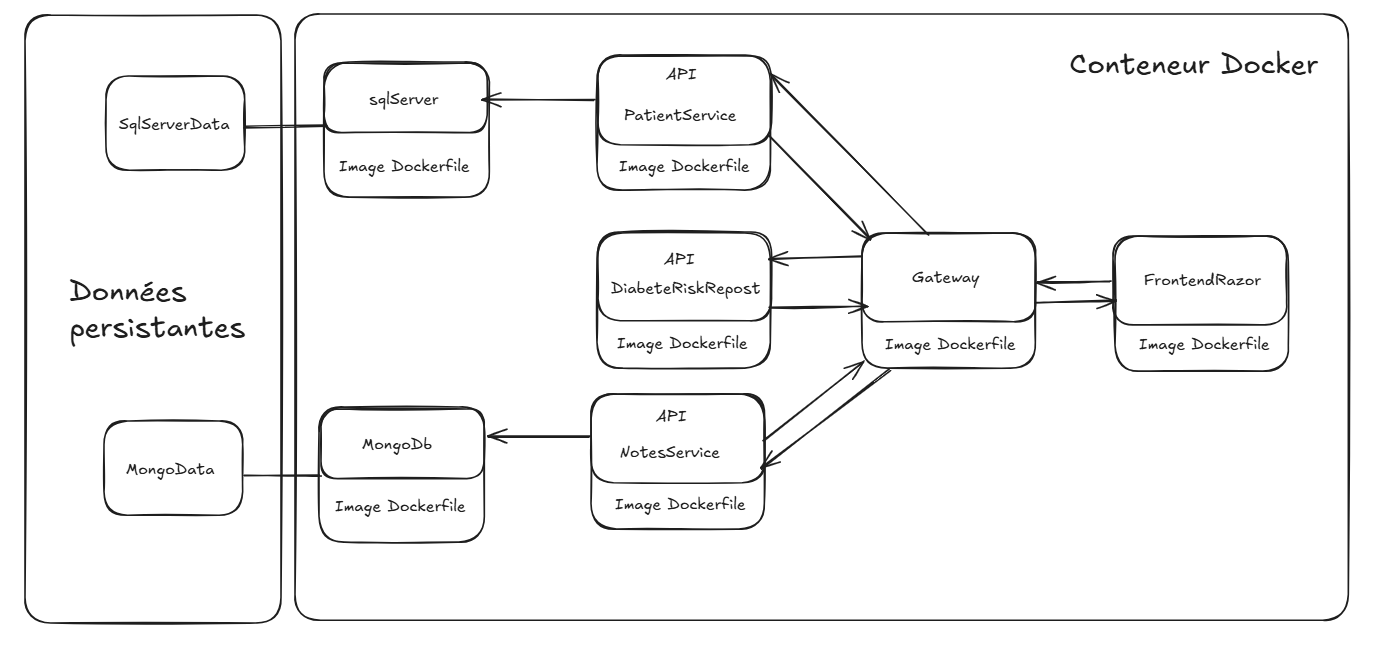 Conteneur Docker
Données
persistantes
SqlServerData
MongoData
sqlServer
Image Dockerfile
MongoDb
Image Dockerfile
API
PatientService
Image Dockerfile
API
DiabeteRiskRepost
Image Dockerfile
API
NotesService
Image Dockerfile
Gateway
Image Dockerfile
FrontendRazor
Image Dockerfile